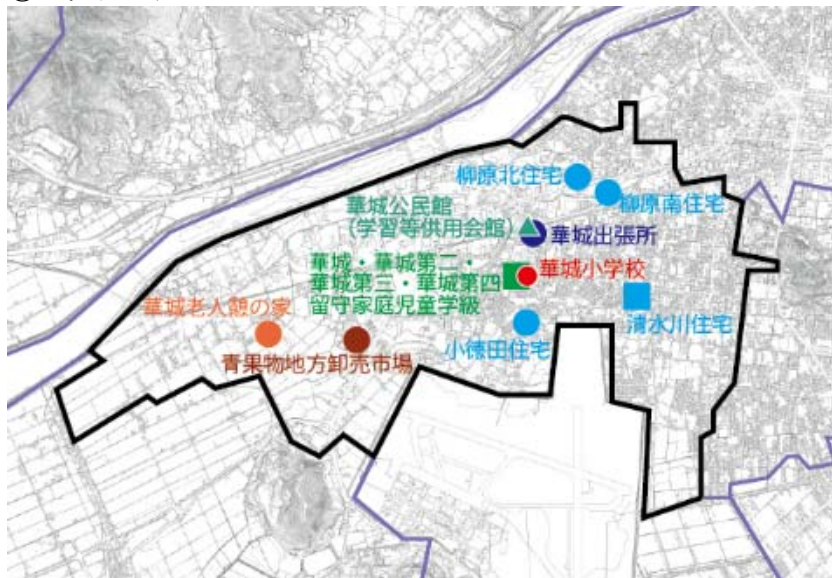 柳原北住宅
柳原南住宅
華城公民館
(学習等供用会館)
華城出張所
華城・華城第二・
華城第三・華城第四
留守家庭児童学級
華城小学校
華城老人憩の家
清水川住宅
小徳田住宅
青果物地方卸売市場